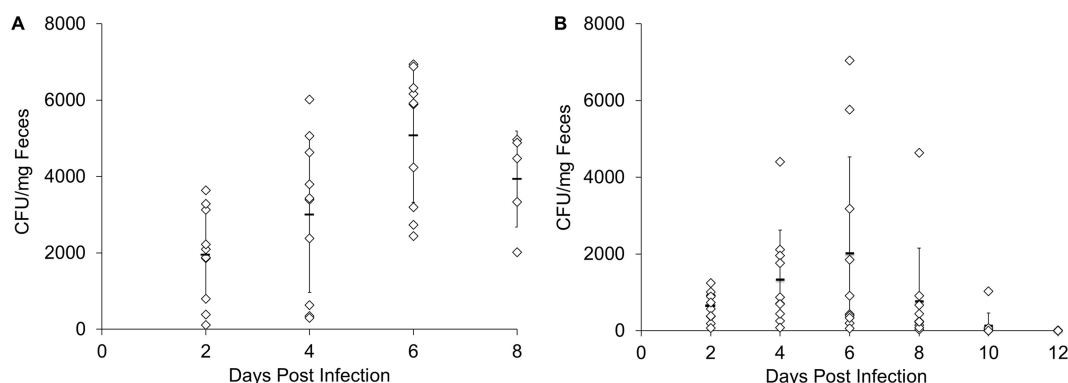 A
8000
6000
4000
2000
0
0 2 4 6 8
CFU/mg Feces
Days Post Infection
B
8000
6000
4000
2000
0
0 2 4 6 8 10 12
CFU/mg Feces
Days Post Infection